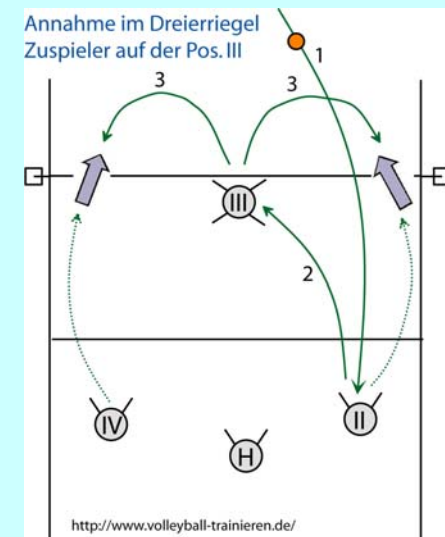 Annahme im Dreierriegel
Zuspieler auf der Pos. III
1
3
3
III
2
IV
II
H
http://www.volleyball-trainieren.de/